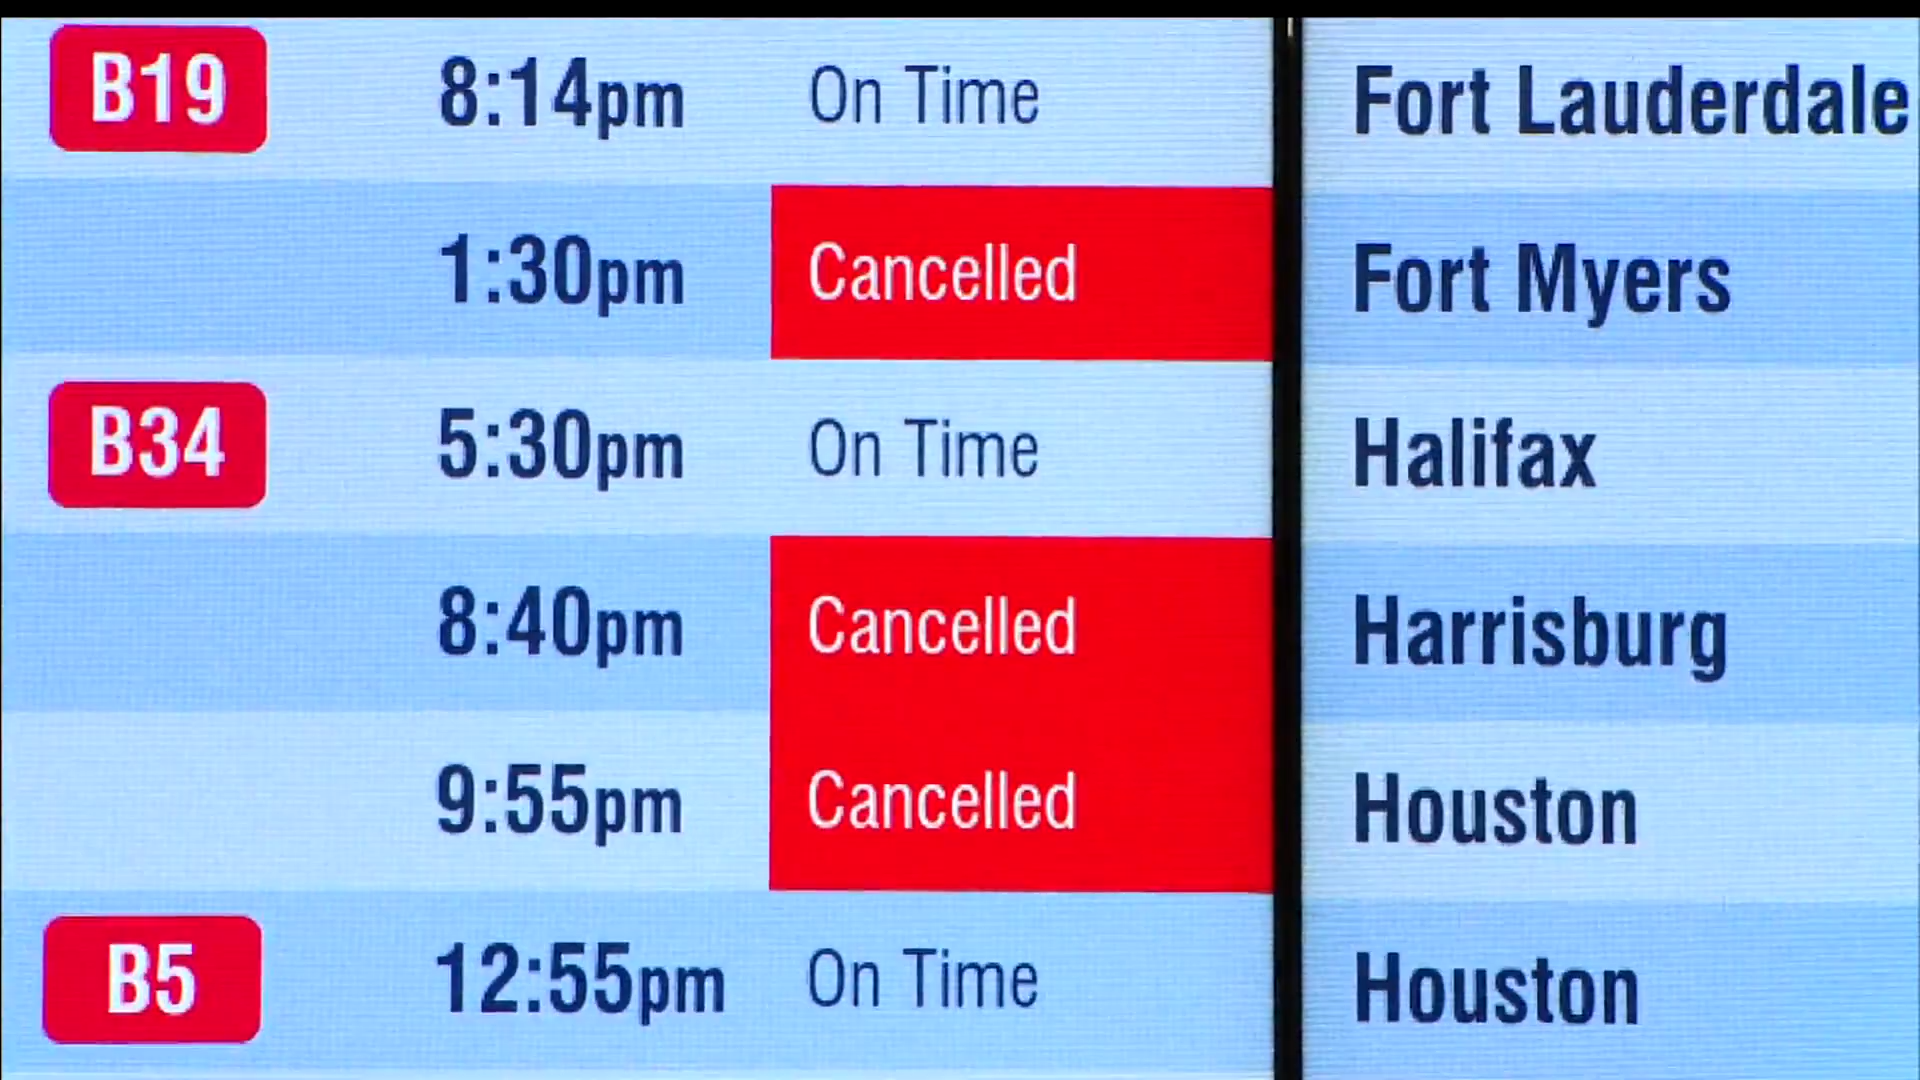 B19 8:14pm On Time Fort Lauderdale
1:30pm Cancelled Fort Myers
B34 5:30pm On Time Halifax
8:40pm Cancelled Harrisburg
9:55pm Cancelled Houston
B5 12:55pm On Time Houston